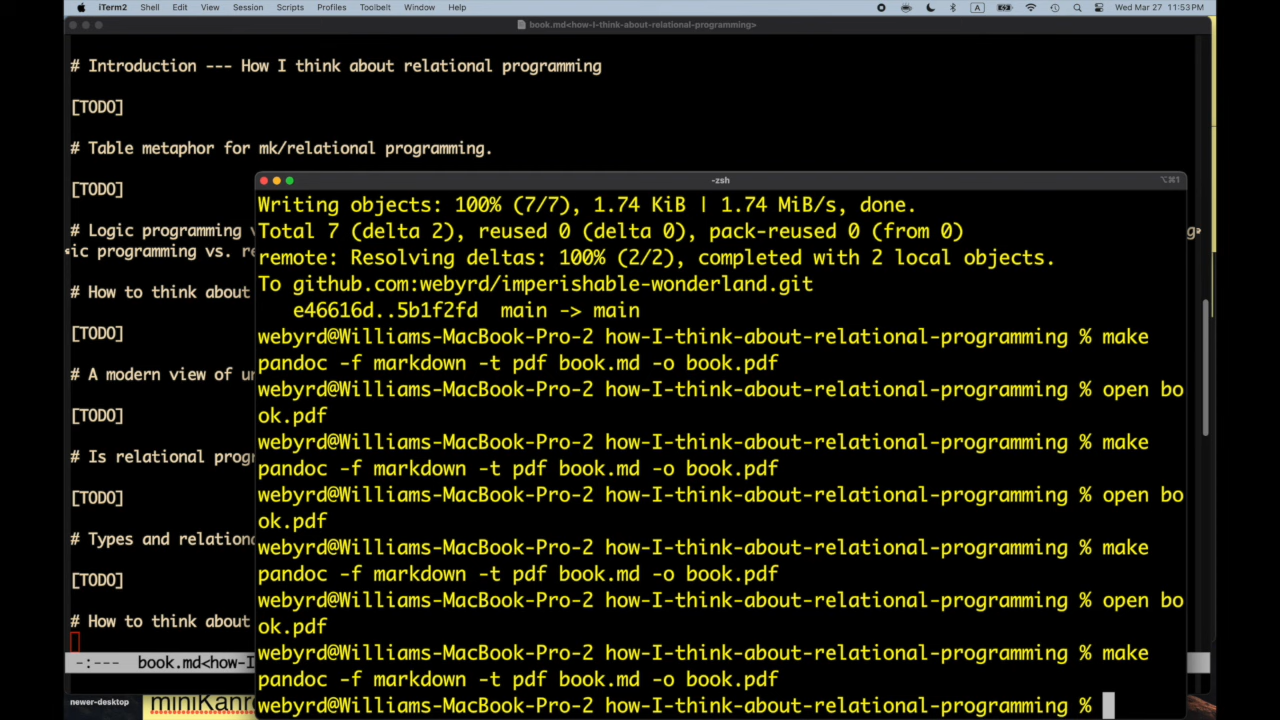 iTerm2 Shell Edit View Session Scripts Profiles Toolbelt Window Help A Wed Mar 27 11:53PM
book.md<how-I-think-about-relational-programming>
# Introduction --- How I think about relational programming
[TODO]
# Table metaphor for mk/relational programming.
[TODO]
# Logic programming
ic programming vs. re
# How to think about
[TODO]
# A modern view of
[TODO]
# Is relational progr
[TODO]
# Types and relation
[TODO]
# How to think about
-:--- book.md<how-I
newer-desktop
miniKanr
-zsh
⌥⌘1
Writing objects: 100% (7/7), 1.74 KiB | 1.74 MiB/s, done.
Total 7 (delta 2), reused 0 (delta 0), pack-reused 0 (from 0)
remote: Resolving deltas: 100% (2/2), completed with 2 local objects.
To github.com:webyrd/imperishable-wonderland.git
e46616d..5b1f2fd main -> main
webyrd@Williams-MacBook-Pro-2 how-I-think-about-relational-programming % make
pandoc -f markdown -t pdf book.md -o book.pdf
webyrd@Williams-MacBook-Pro-2 how-I-think-about-relational-programming % open bo
ok.pdf
webyrd@Williams-MacBook-Pro-2 how-I-think-about-relational-programming % make
pandoc -f markdown -t pdf book.md -o book.pdf
webyrd@Williams-MacBook-Pro-2 how-I-think-about-relational-programming % open bo
ok.pdf
webyrd@Williams-MacBook-Pro-2 how-I-think-about-relational-programming % make
pandoc -f markdown -t pdf book.md -o book.pdf
webyrd@Williams-MacBook-Pro-2 how-I-think-about-relational-programming % open bo
ok.pdf
webyrd@Williams-MacBook-Pro-2 how-I-think-about-relational-programming % make
pandoc -f markdown -t pdf book.md -o book.pdf
webyrd@Williams-MacBook-Pro-2 how-I-think-about-relational-programming %